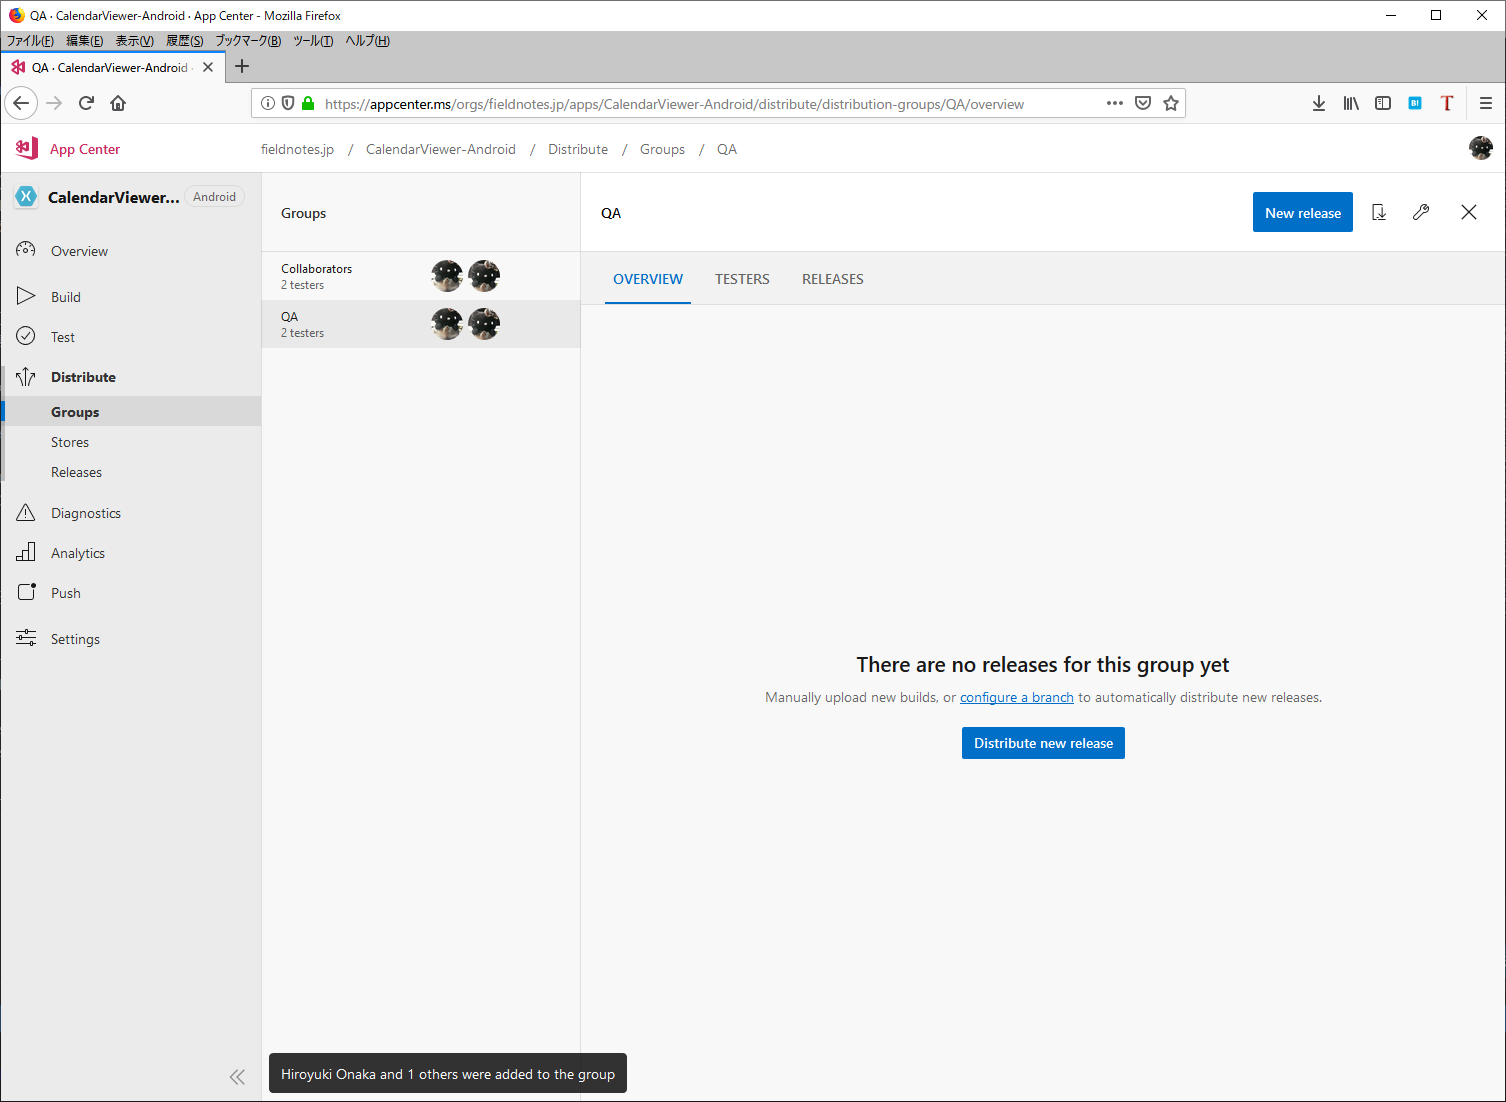 QA · CalendarViewer-Android · App Center - Mozilla Firefox
ファイル(F) 編集(E) 表示(V) 履歴(S) ブックマーク(B) ツール(T) ヘルプ(H)
QA · CalendarViewer-Android ·
https://appcenter.ms/orgs/fieldnotes.jp/apps/CalendarViewer-Android/distribute/distribution-groups/QA/overview
B!
T
App Center
fieldnotes.jp / CalendarViewer-Android / Distribute / Groups / QA
CalendarViewer... Android
Overview
Build
Test
Distribute
Groups
Stores
Releases
Diagnostics
Analytics
Push
Settings
Groups
Collaborators
2 testers
QA
2 testers
QA
New release
OVERVIEW TESTERS RELEASES
There are no releases for this group yet
Manually upload new builds, or configure a branch to automatically distribute new releases.
Distribute new release
Hiroyuki Onaka and 1 others were added to the group